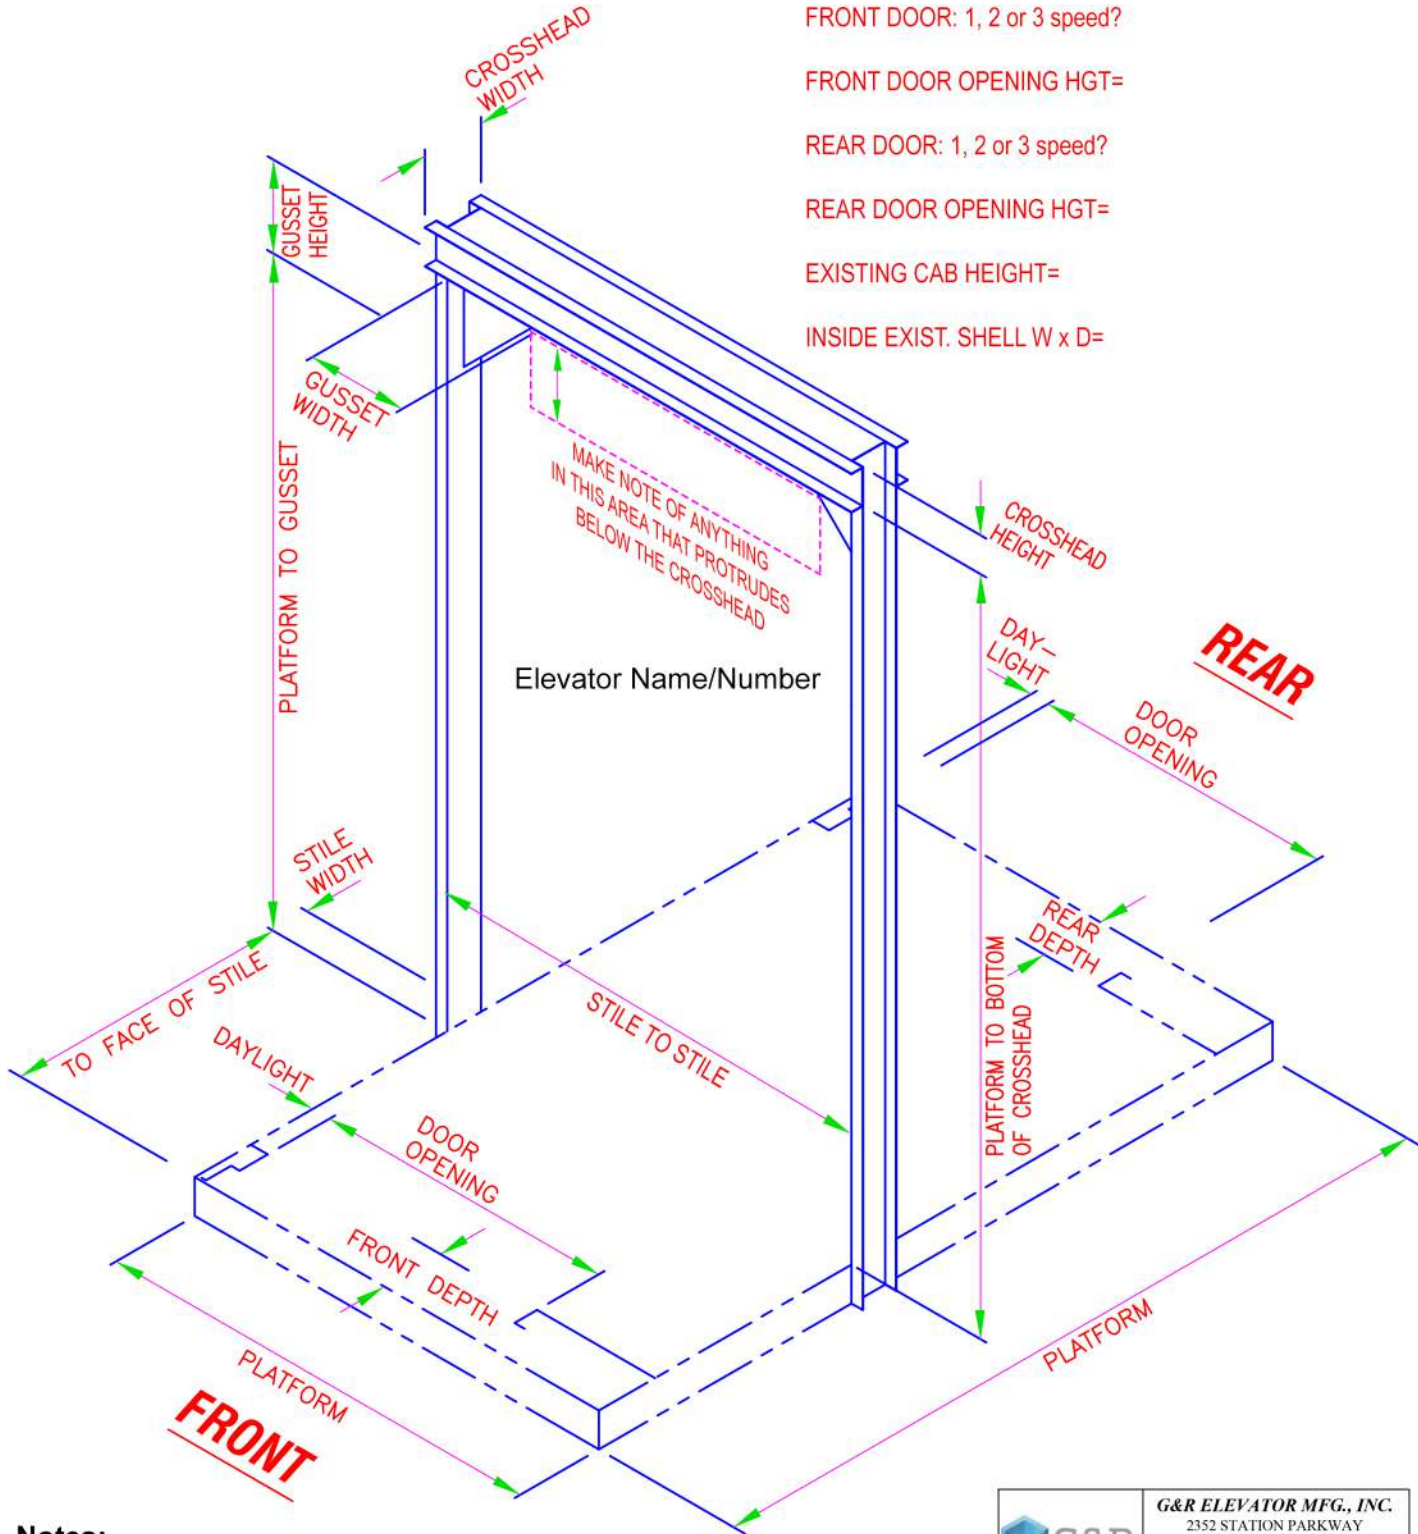 FRONT DOOR: 1, 2 or 3 speed?
FRONT DOOR OPENING HGT=
REAR DOOR: 1, 2 or 3 speed?
REAR DOOR OPENING HGT=
EXISTING CAB HEIGHT=
INSIDE EXIST. SHELL W x D=
CROSSHEAD
WIDTH
GUSSET
HEIGHT
GUSSET
WIDTH
PLATFORM TO GUSSET
MAKE NOTE OF ANYTHING
IN THIS AREA THAT PROTRUDES
BELOW THE CROSSHEAD
CROSSHEAD
HEIGHT
Elevator Name/Number
DAY-
LIGHT
REAR
DOOR
OPENING
STILE
WIDTH
REAR
DEPTH
TO FACE OF STILE
STILE TO STILE
PLATFORM TO BOTTOM
OF CROSSHEAD
DAYLIGHT
DOOR
OPENING
FRONT DEPTH
PLATFORM
PLATFORM
FRONT
Notes:
G&R
G&R ELEVATOR MFG., INC.
2352 STATION PARKWAY